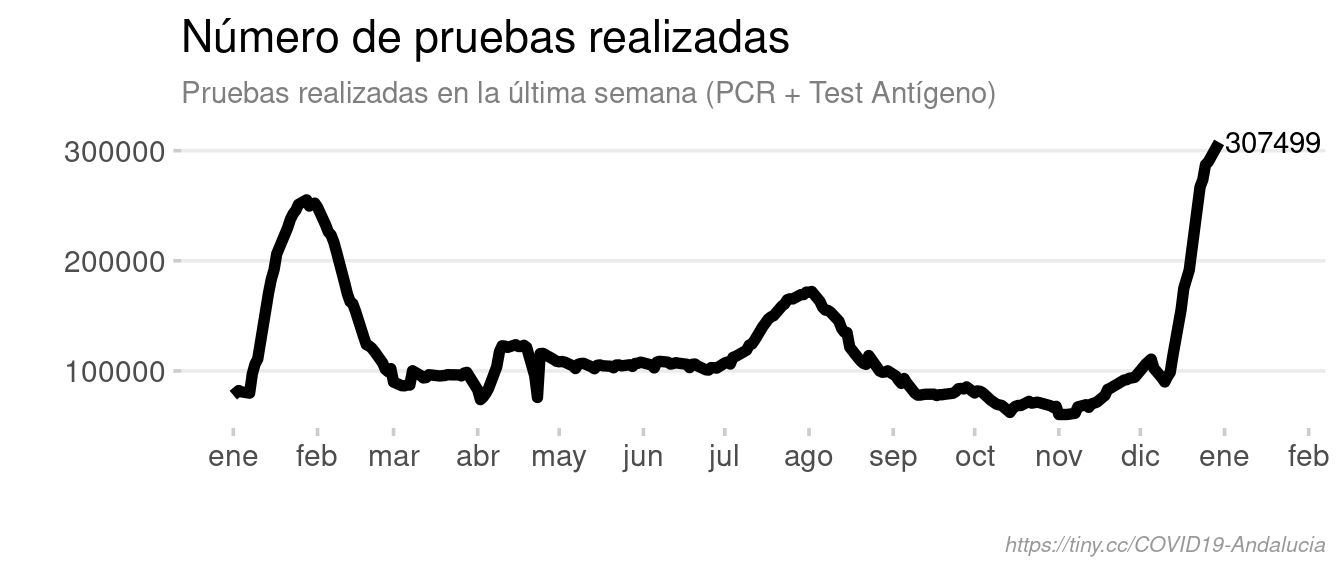 Número de pruebas realizadas
Pruebas realizadas en la última semana (PCR + Test Antígeno)
300000
307499
200000
100000
ene feb mar abr may jun jul ago sep oct nov dic ene feb
https://tiny.cc/COVID19-Andalucia